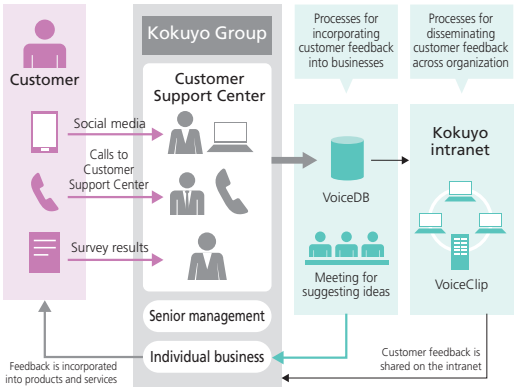 Customer
Social media
Calls to
Customer
Support Center
Survey results
Feedback is incorporated
into products and services
Kokuyo Group
Customer
Support Center
Senior management
Individual business
Processes for
incorporating
customer feedback
into businesses
VoiceDB
Meeting for
suggesting ideas
Processes for
disseminating
customer feedback
across organization
Kokuyo
intranet
VoiceClip
Customer feedback is
shared on the intranet